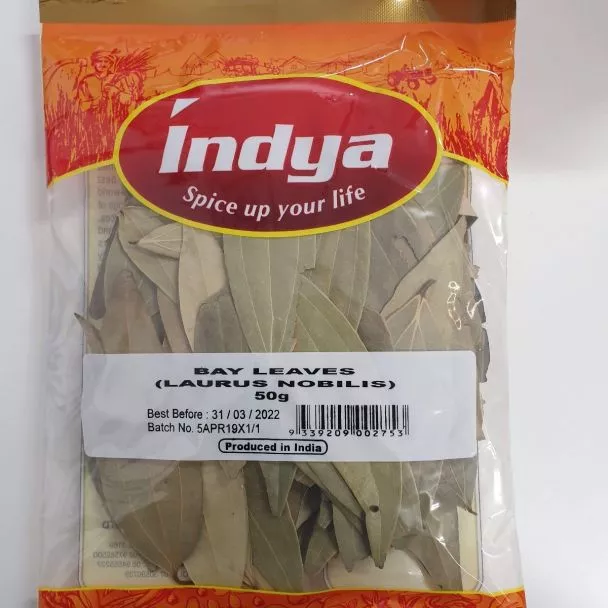 índya
Spice up your life
BAY LEAVES
(LAURUS NOBILIS)
50g
Best Before : 31 / 03 / 2022
Batch No. 5APR19X1/1
9 339209 002753
Produced in India